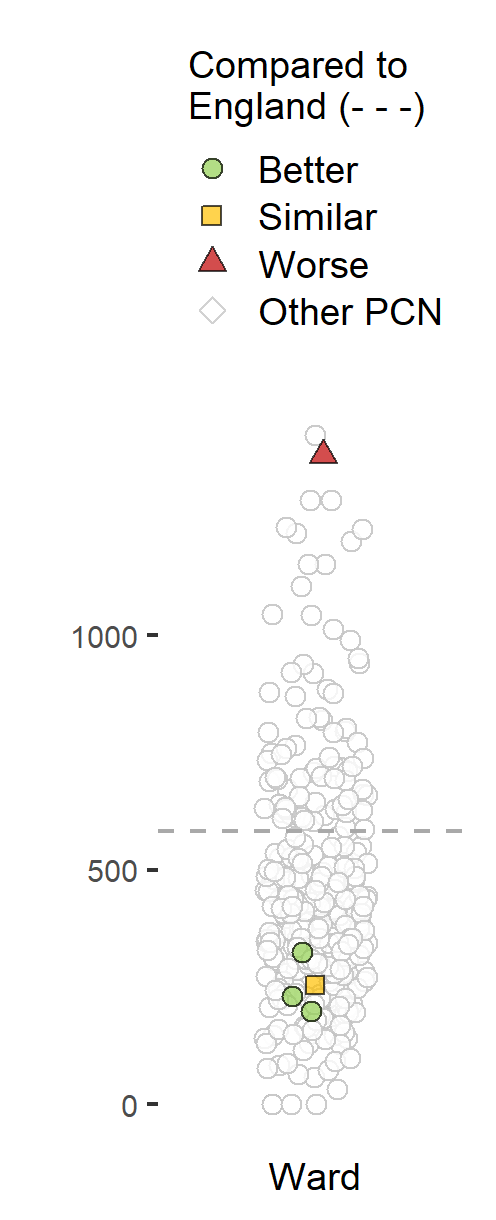 Compared to
England (- - -)
Better
Similar
Worse
Other PCN
1000
500
0
Ward